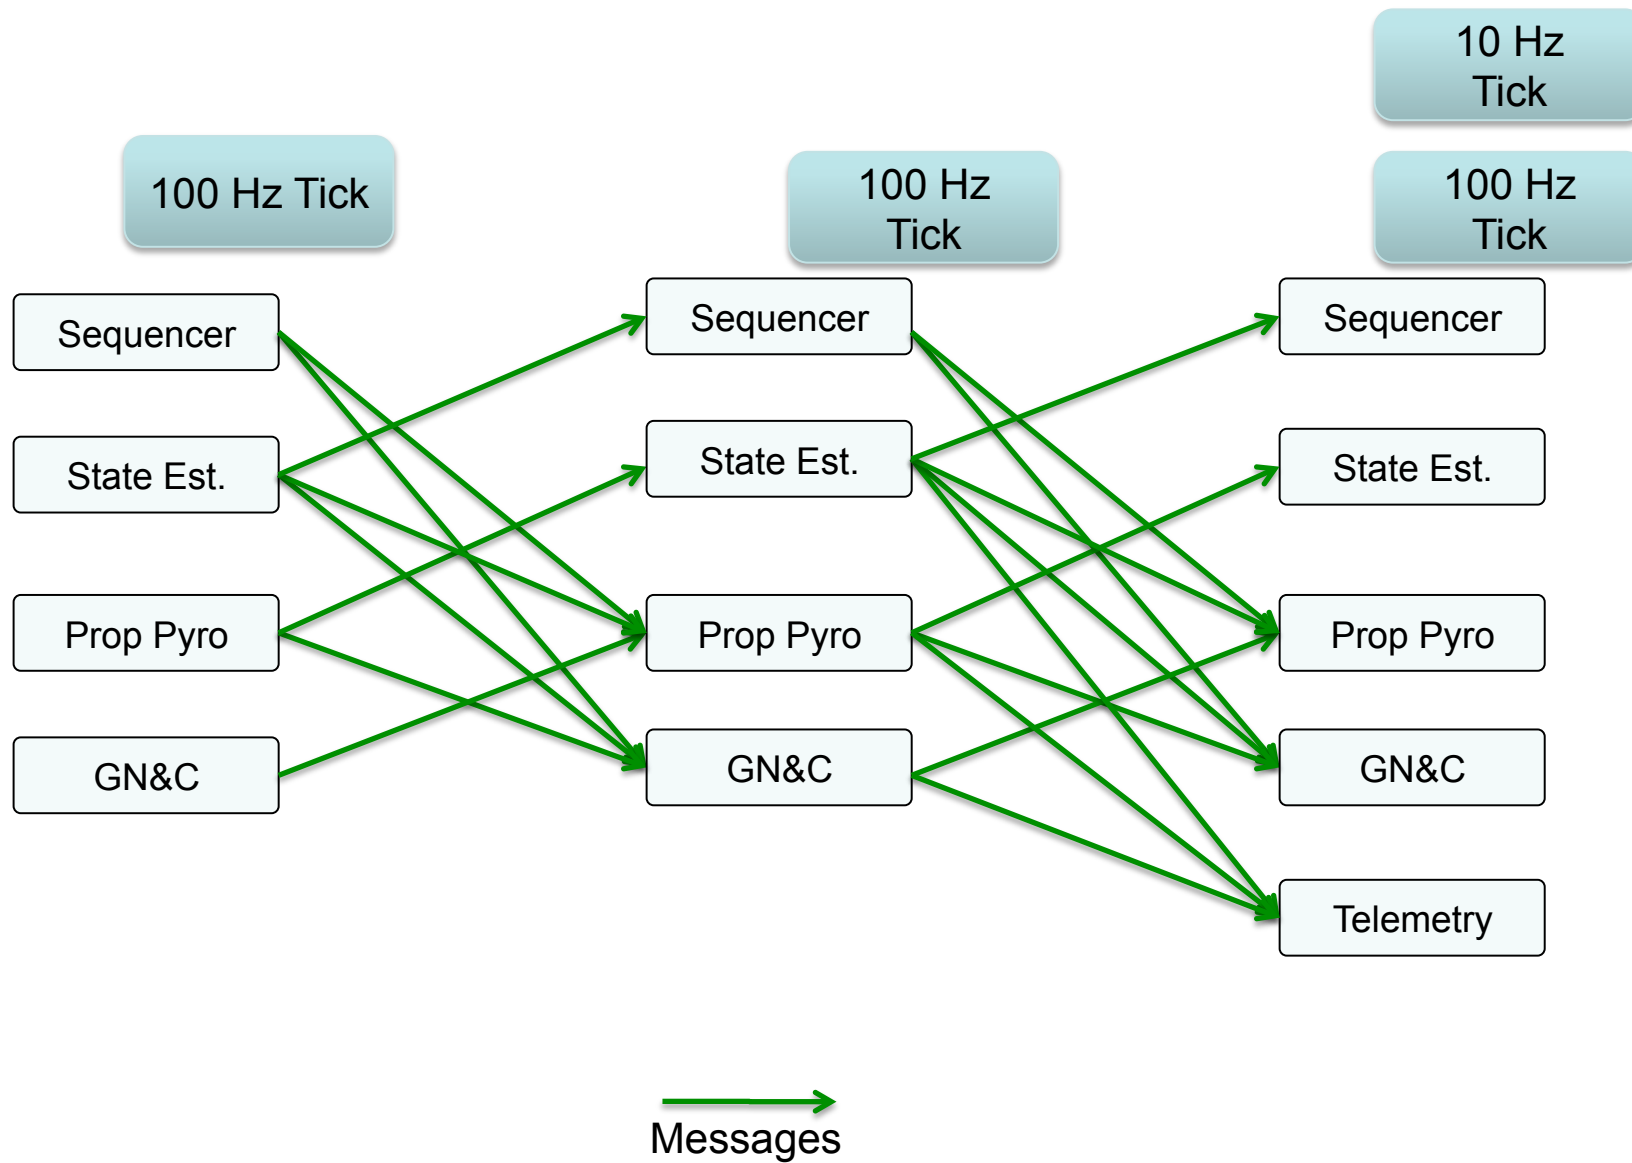 10 Hz
Tick
100 Hz Tick
100 Hz
Tick
100 Hz
Tick
Sequencer
Sequencer
Sequencer
State Est.
State Est.
State Est.
Prop Pyro
Prop Pyro
Prop Pyro
GN&C
GN&C
GN&C
Telemetry
Messages